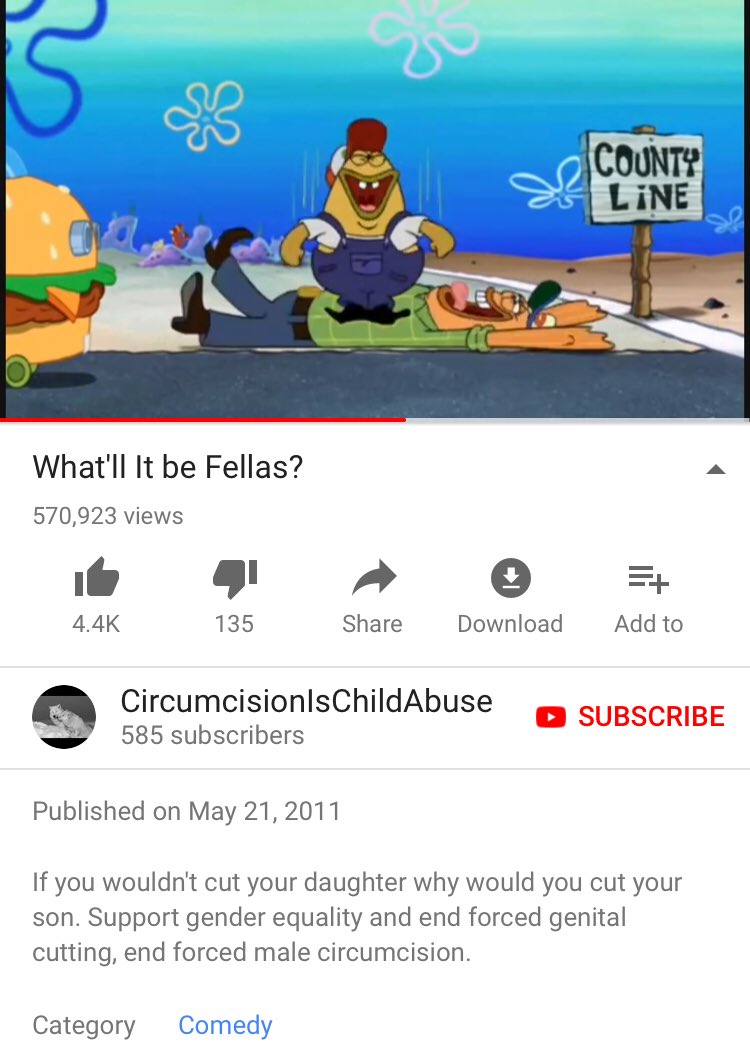 COUNTY
LINE
What'll It be Fellas?
570,923 views
4.4K 135 Share Download Add to
CircumcisionIsChildAbuse
585 subscribers
SUBSCRIBE
Published on May 21, 2011
If you wouldn't cut your daughter why would you cut your
son. Support gender equality and end forced genital
cutting, end forced male circumcision.
Category Comedy